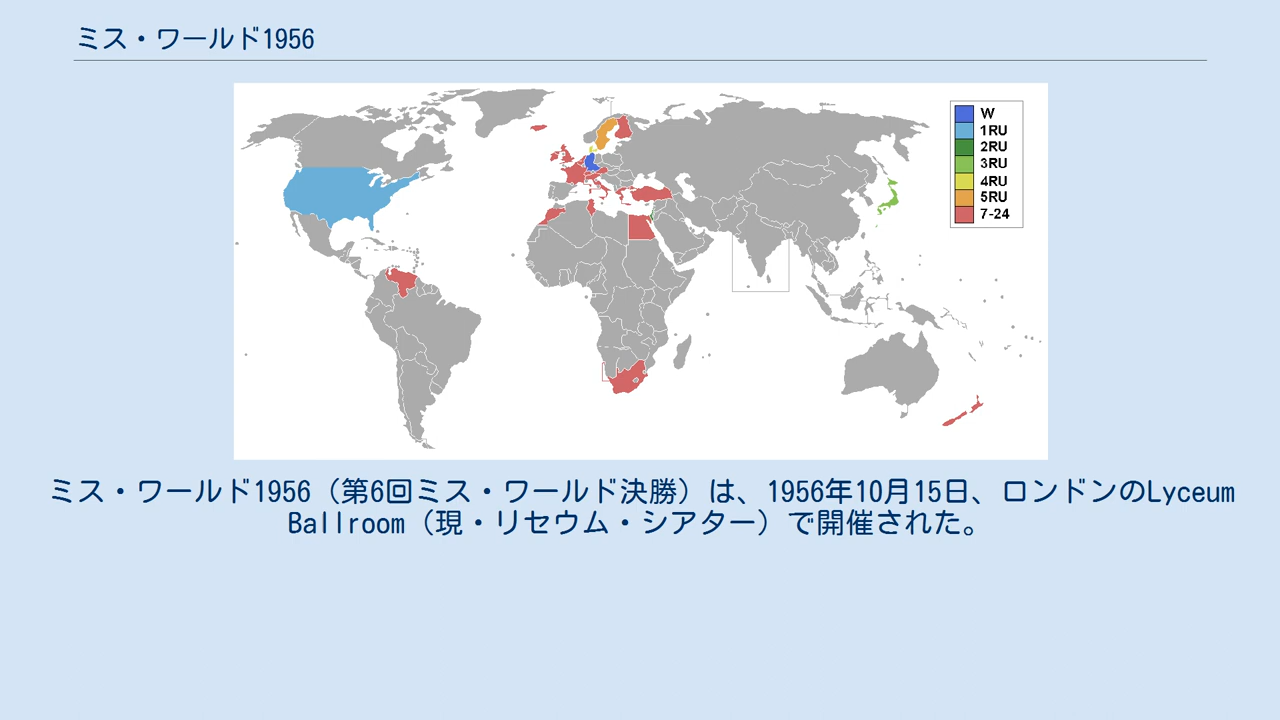 ミス・ワールド1956
W
1RU
2RU
3RU
4RU
5RU
7-24
ミス・ワールド1956（第6回ミス・ワールド決勝）は、1956年10月15日、ロンドンのLyceum
Ballroom（現・リセウム・シアター）で開催された。